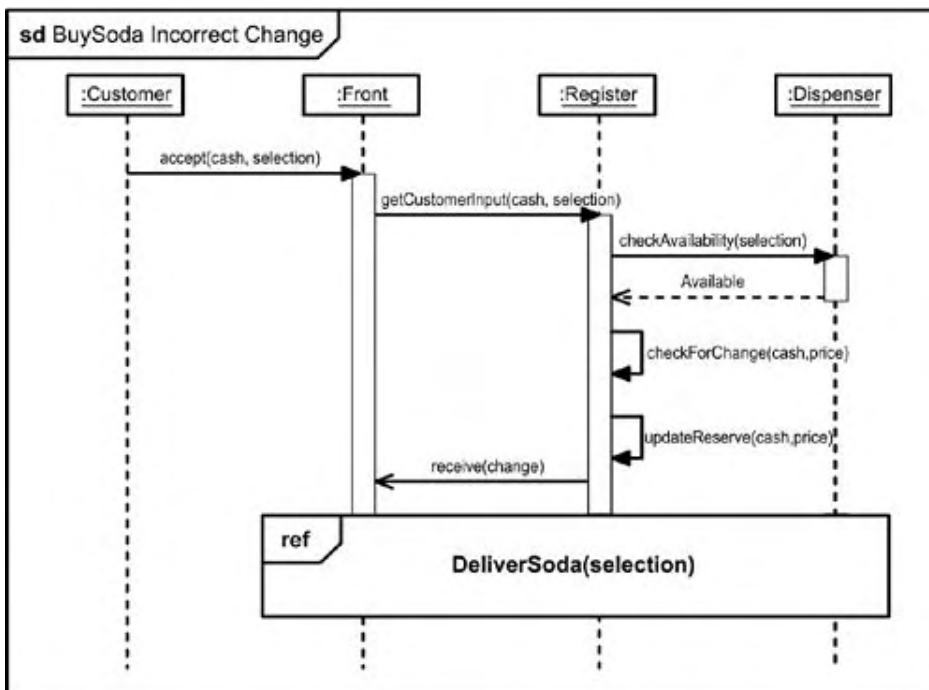 sd BuySoda Incorrect Change
:Customer
:Front
:Register
:Dispenser
accept(cash, selection)
getCustomerInput(cash, selection)
checkAvailability(selection)
Available
checkForChange(cash,price)
updateReserve(cash,price)
receive(change)
ref
DeliverSoda(selection)